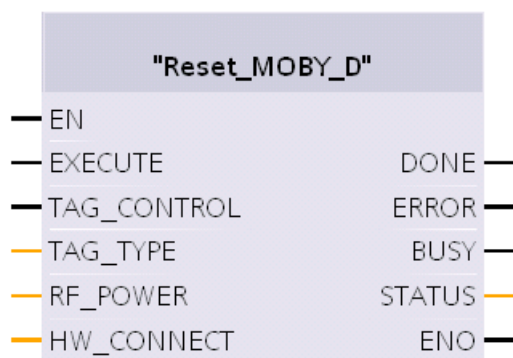 "Reset_MOBY_D"
EN
EXECUTE DONE
TAG_CONTROL ERROR
TAG_TYPE BUSY
RF_POWER STATUS
HW_CONNECT ENO